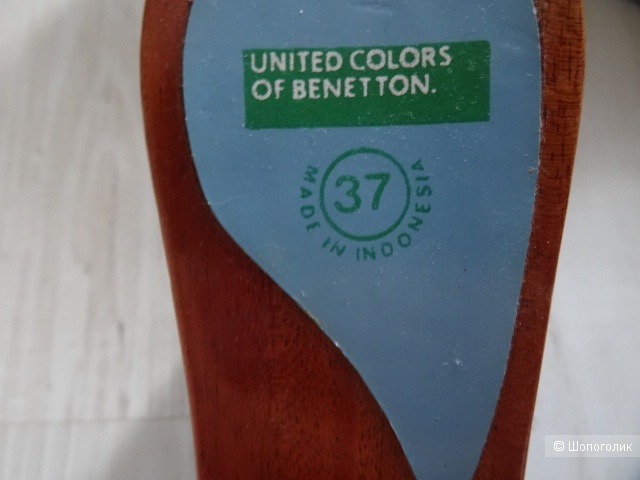 UNITED COLORS
OF BENETTON.
37
MADE IN INDONESIA
© Шопоголик